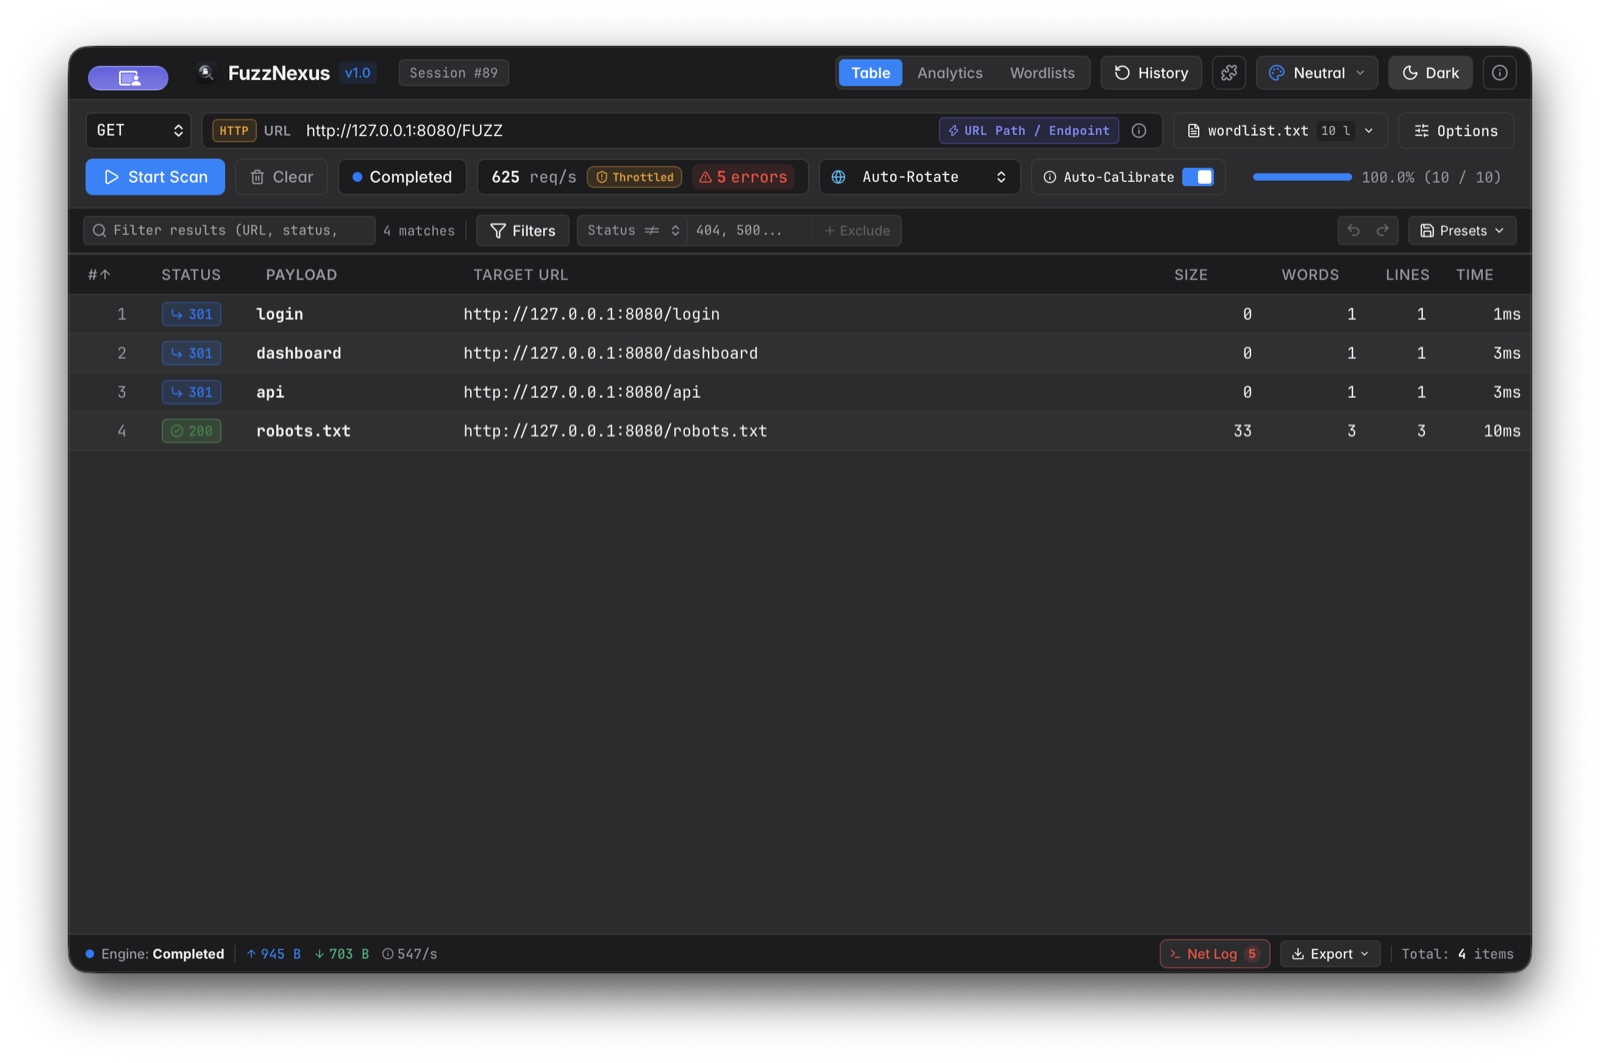 FuzzNexus v1.0 Session #89 Table Analytics Wordlists History Neutral Dark
GET HTTP URL http://127.0.0.1:8080/FUZZ URL Path / Endpoint wordlist.txt 10 l Options
Start Scan Clear Completed 625 req/s Throttled 5 errors Auto-Rotate Auto-Calibrate 100.0% (10 / 10)
Filter results (URL, status, 4 matches Filters Status ≠ 404, 500... + Exclude Presets
#↑ STATUS PAYLOAD TARGET URL SIZE WORDS LINES TIME
1 301 login http://127.0.0.1:8080/login 0 1 1 1ms
2 301 dashboard http://127.0.0.1:8080/dashboard 0 1 1 3ms
3 301 api http://127.0.0.1:8080/api 0 1 1 3ms
4 200 robots.txt http://127.0.0.1:8080/robots.txt 33 3 3 10ms
Engine: Completed ↑ 945 B ↓ 703 B 547/s Net Log 5 Export Total: 4 items